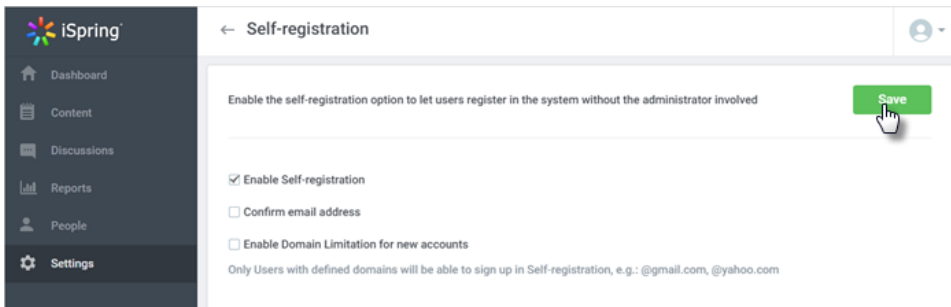 iSpring
← Self-registration
Dashboard
Content
Discussions
Reports
People
Settings
Enable the self-registration option to let users register in the system without the administrator involved
Save
Enable Self-registration
Confirm email address
Enable Domain Limitation for new accounts
Only Users with defined domains will be able to sign up in Self-registration, e.g.: @gmail.com, @yahoo.com